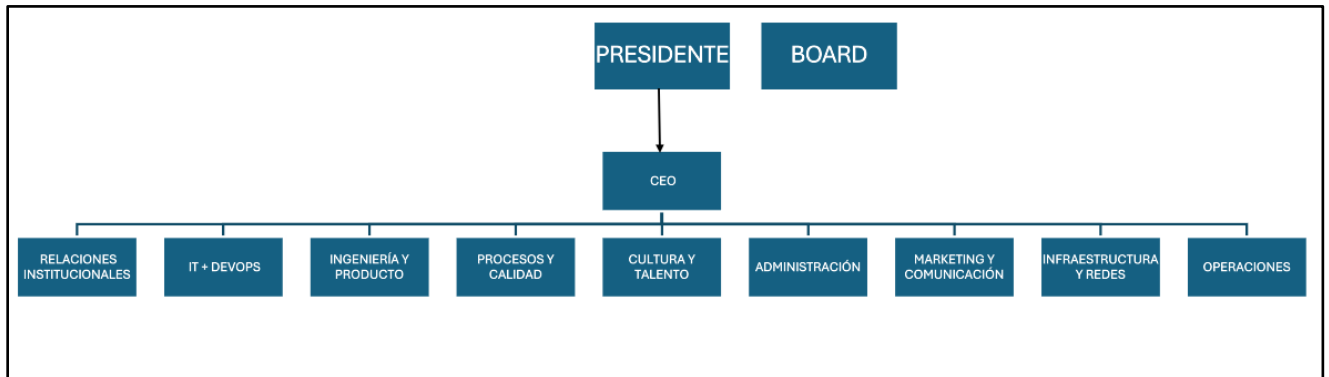 PRESIDENTE
BOARD
CEO
RELACIONES
INSTITUCIONALES
IT + DEVOPS
INGENIERÍA Y
PRODUCTO
PROCESOS Y
CALIDAD
CULTURA Y
TALENTO
ADMINISTRACIÓN
MARKETING Y
COMUNICACIÓN
INFRAESTRUCTURA
Y REDES
OPERACIONES